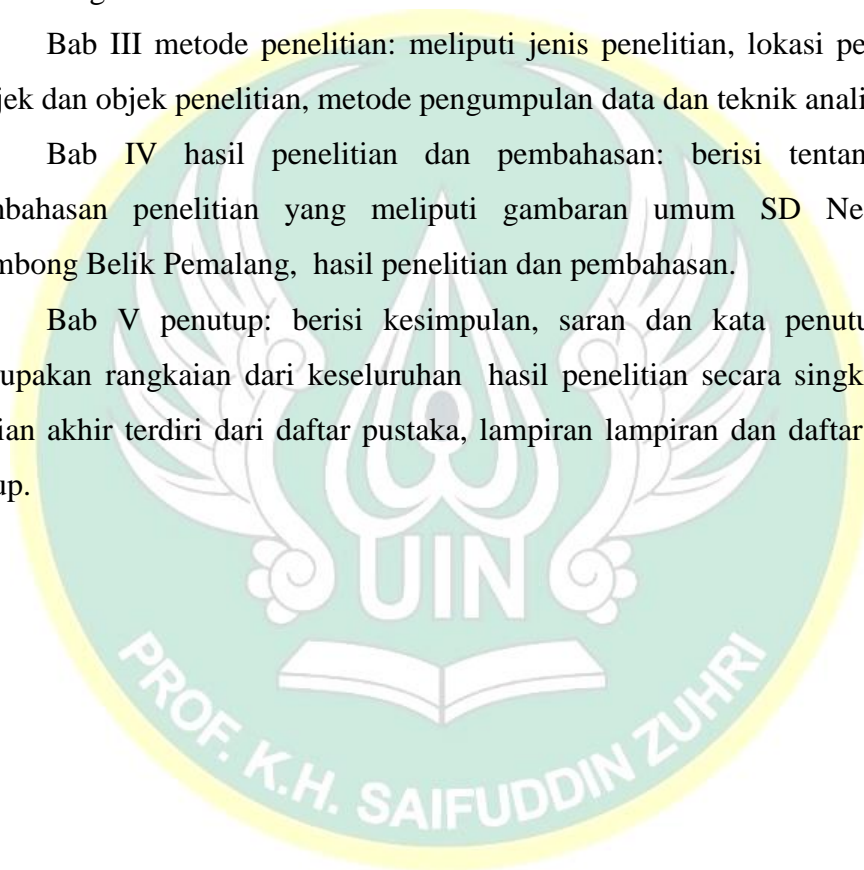 Bab III metode penelitian: meliputi jenis penelitian, lokasi pe
jek dan objek penelitian, metode pengumpulan data dan teknik anali
Bab IV hasil penelitian dan pembahasan: berisi tentan
bahasan penelitian yang meliputi gambaran umum SD Ne
mbong Belik Pemalang, hasil penelitian dan pembahasan.
Bab V penutup: berisi kesimpulan, saran dan kata penutu
upakan rangkaian dari keseluruhan hasil penelitian secara singk
ian akhir terdiri dari daftar pustaka, lampiran lampiran dan daftar
up.
UIN
PROF. K.H. SAIFUDDIN ZUHRI